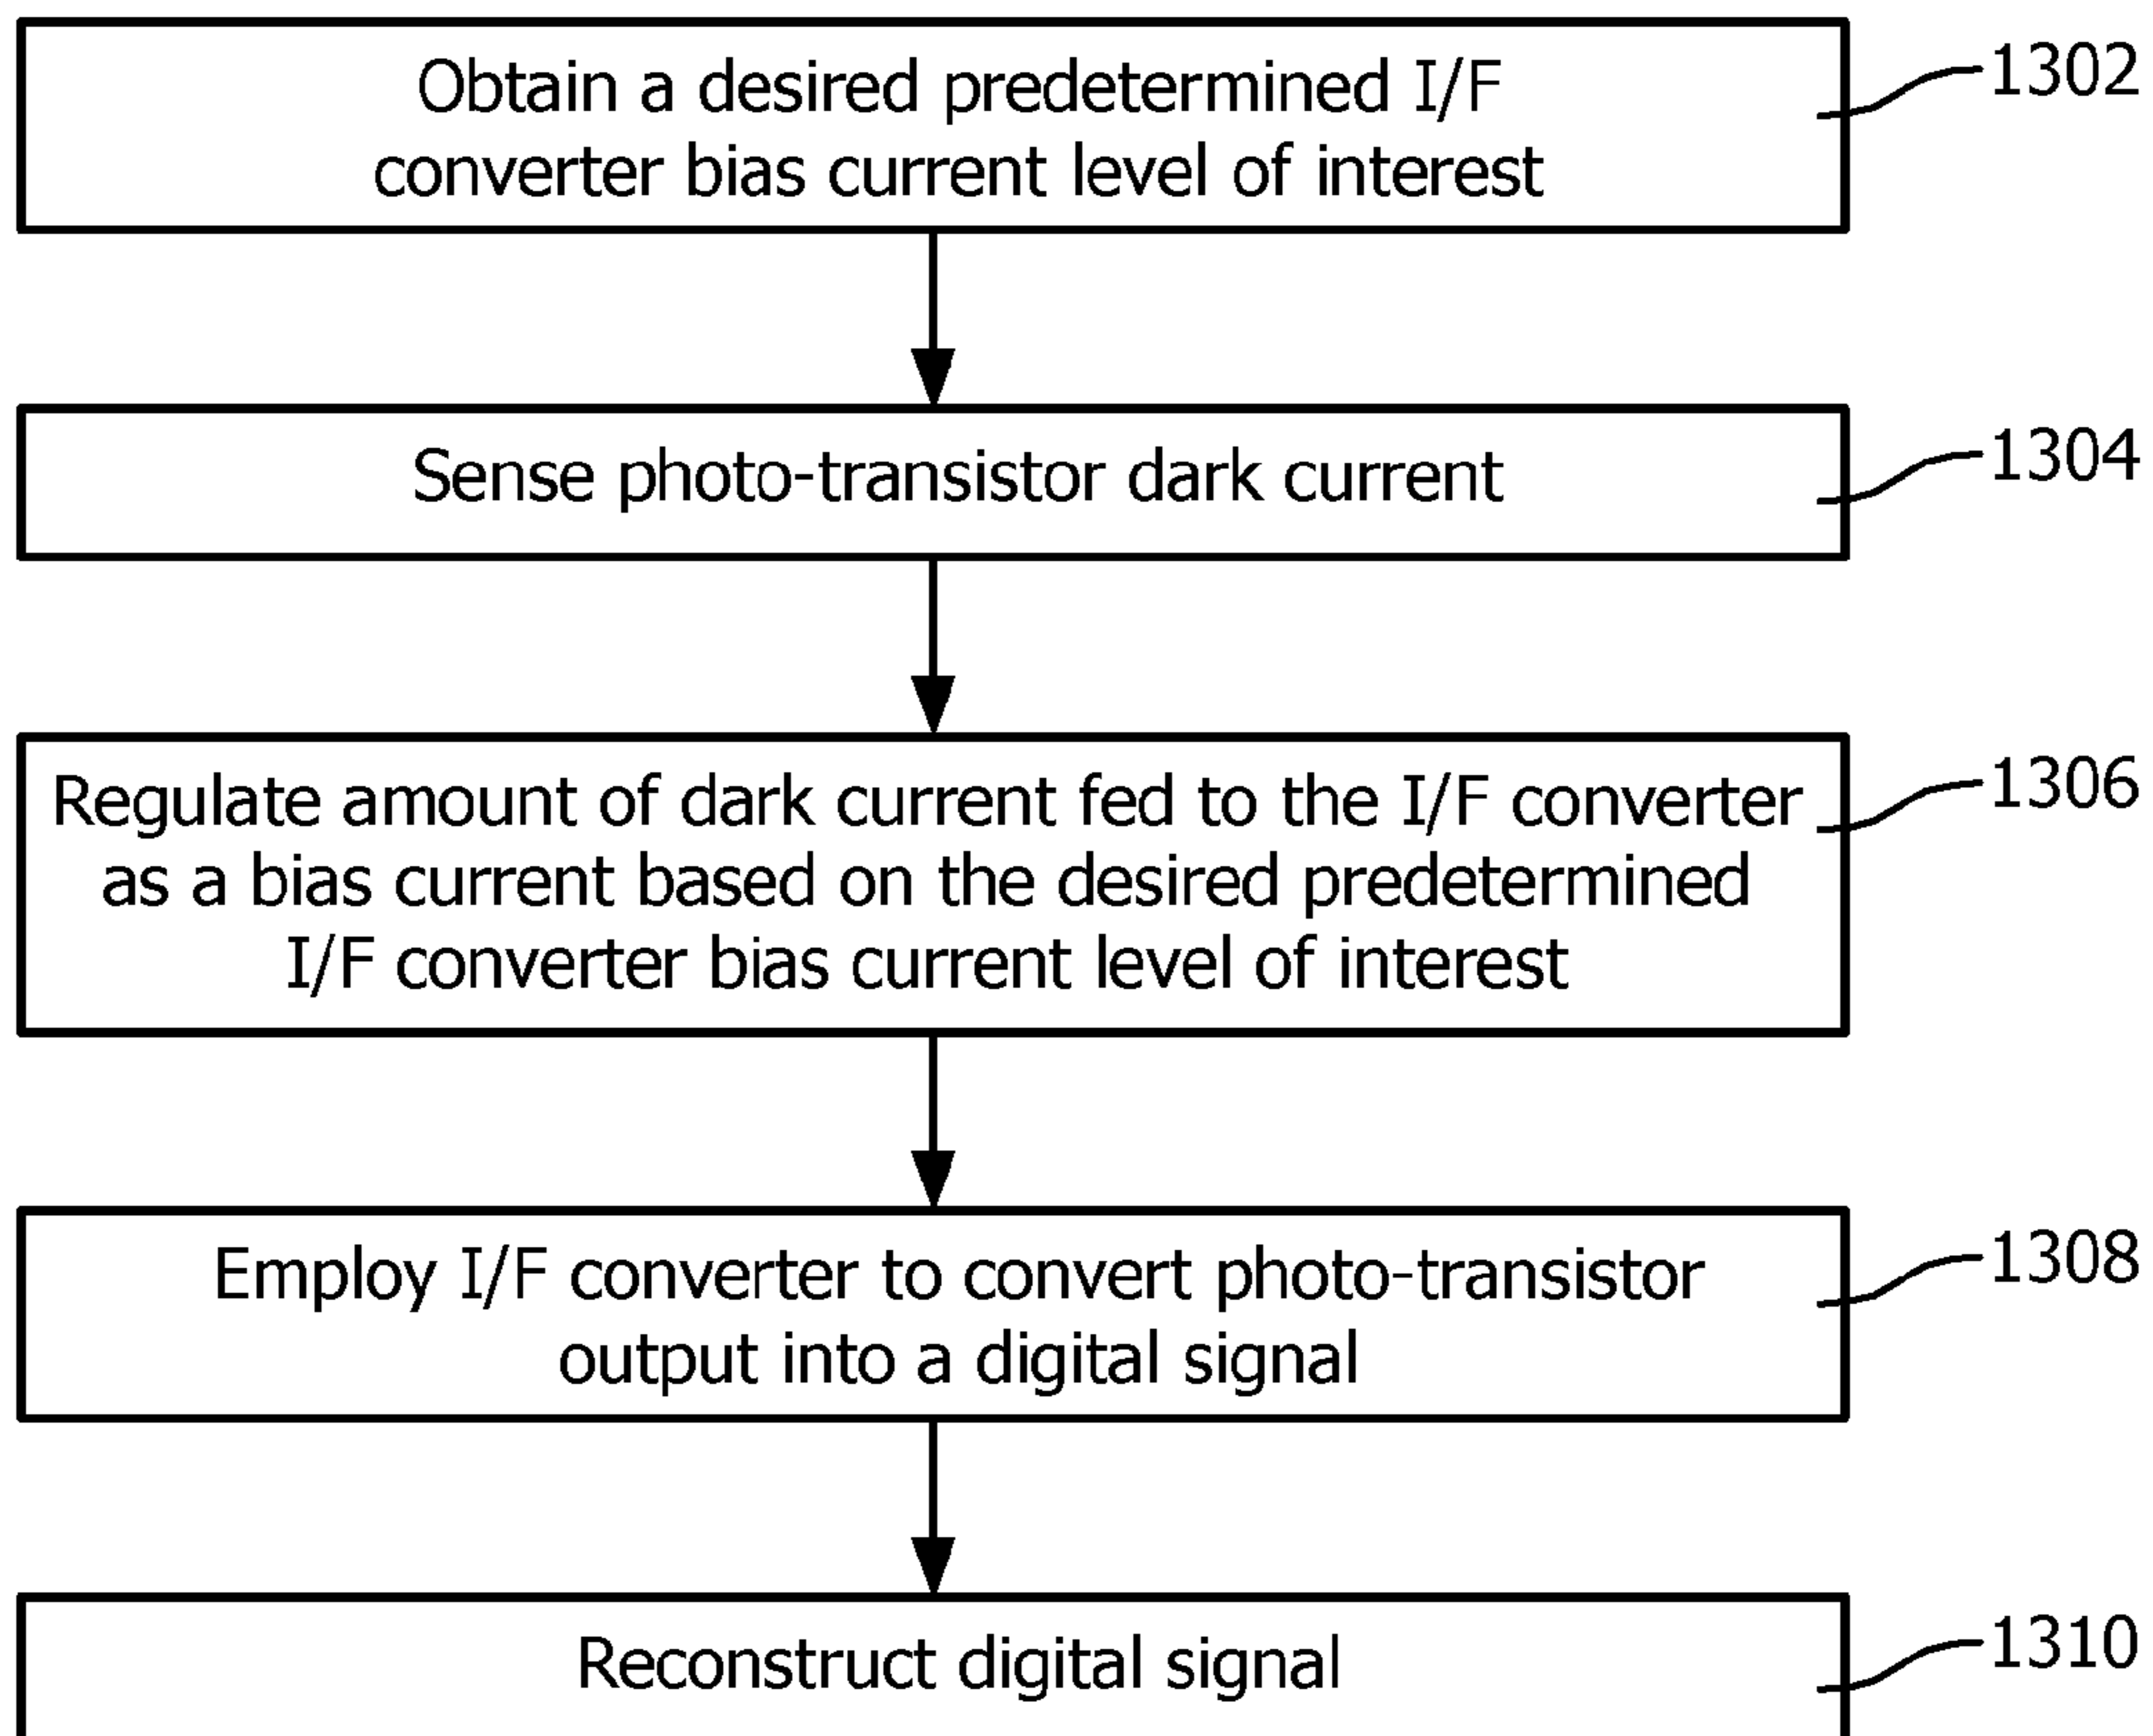 Obtain a desired predetermined I/F
converter bias current level of interest
1302
Sense photo-transistor dark current
1304
Regulate amount of dark current fed to the I/F converter
as a bias current based on the desired predetermined
I/F converter bias current level of interest
1306
Employ I/F converter to convert photo-transistor
output into a digital signal
1308
Reconstruct digital signal
1310